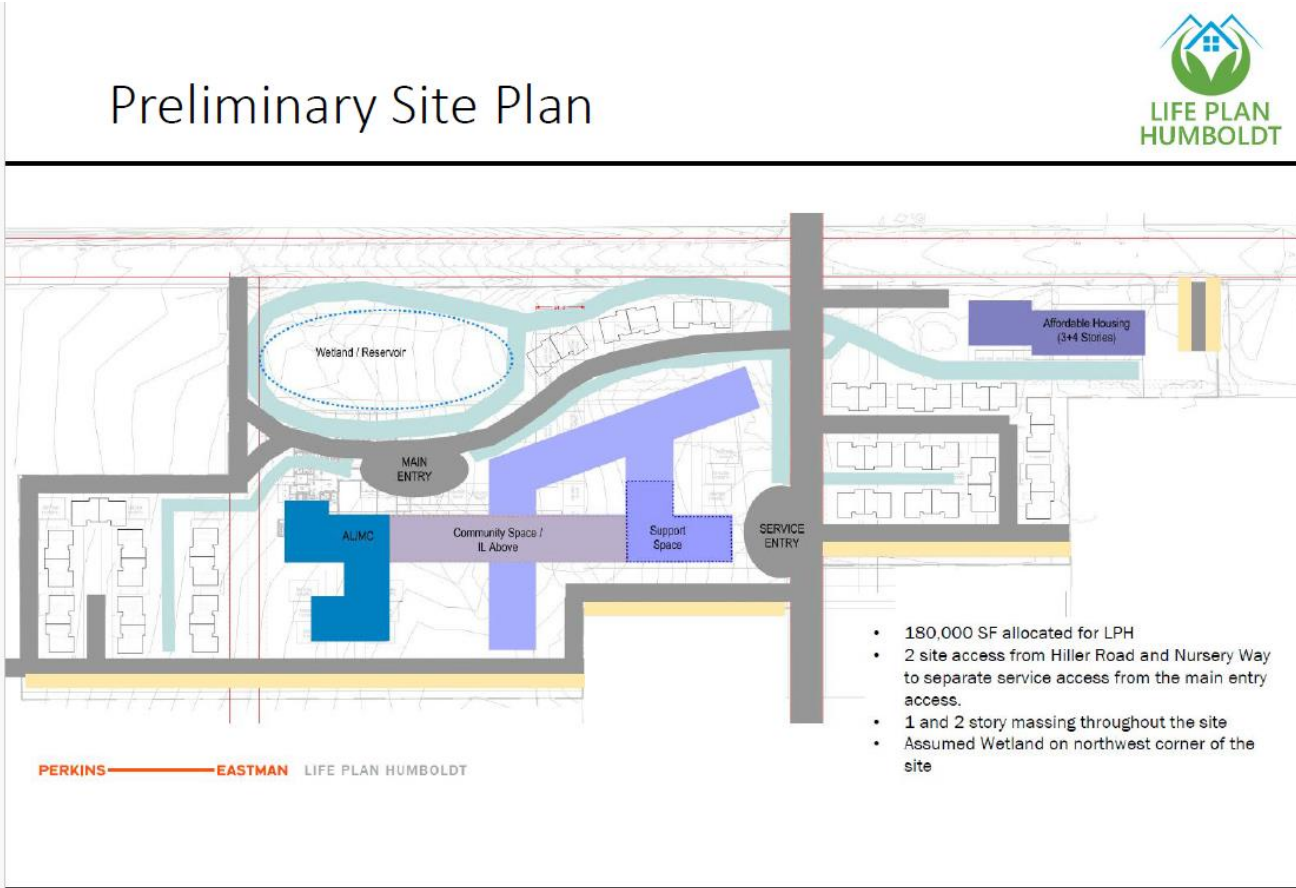 Preliminary Site Plan
LIFE PLAN
HUMBOLDT
Wetland / Reservoir
Affordable Housing
(3+4 Stories)
MAIN
ENTRY
AL/MC
Community Space /
IL Above
Support
Space
SERVICE
ENTRY
• 180,000 SF allocated for LPH
• 2 site access from Hiller Road and Nursery Way
to separate service access from the main entry
access.
• 1 and 2 story massing throughout the site
• Assumed Wetland on northwest corner of the
site
PERKINS EASTMAN LIFE PLAN HUMBOLDT